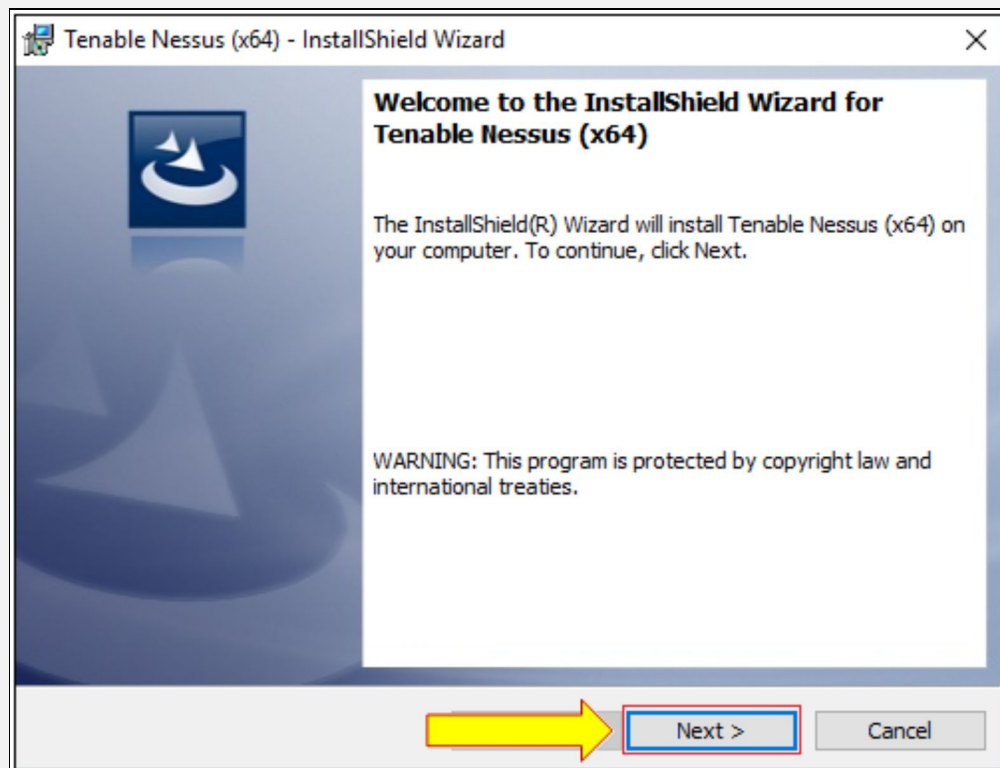 Tenable Nessus (x64) - InstallShield Wizard
Welcome to the InstallShield Wizard for
Tenable Nessus (x64)
The InstallShield(R) Wizard will install Tenable Nessus (x64) on
your computer. To continue, click Next.
WARNING: This program is protected by copyright law and
international treaties.
Next >
Cancel